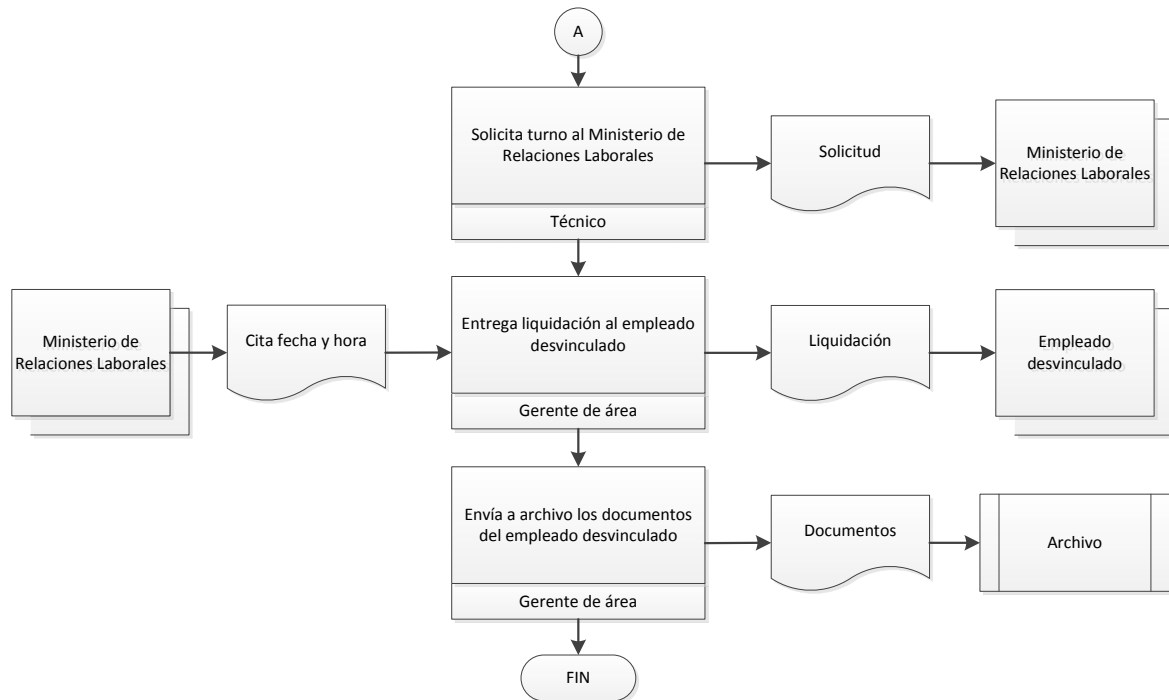 A
Solicita turno al Ministerio de
Relaciones Laborales
Técnico
Solicitud
Ministerio de
Relaciones Laborales
Ministerio de
Relaciones Laborales
Cita fecha y hora
Entrega liquidación al empleado
desvinculado
Gerente de área
Liquidación
Empleado
desvinculado
Envía a archivo los documentos
del empleado desvinculado
Gerente de área
Documentos
Archivo
FIN